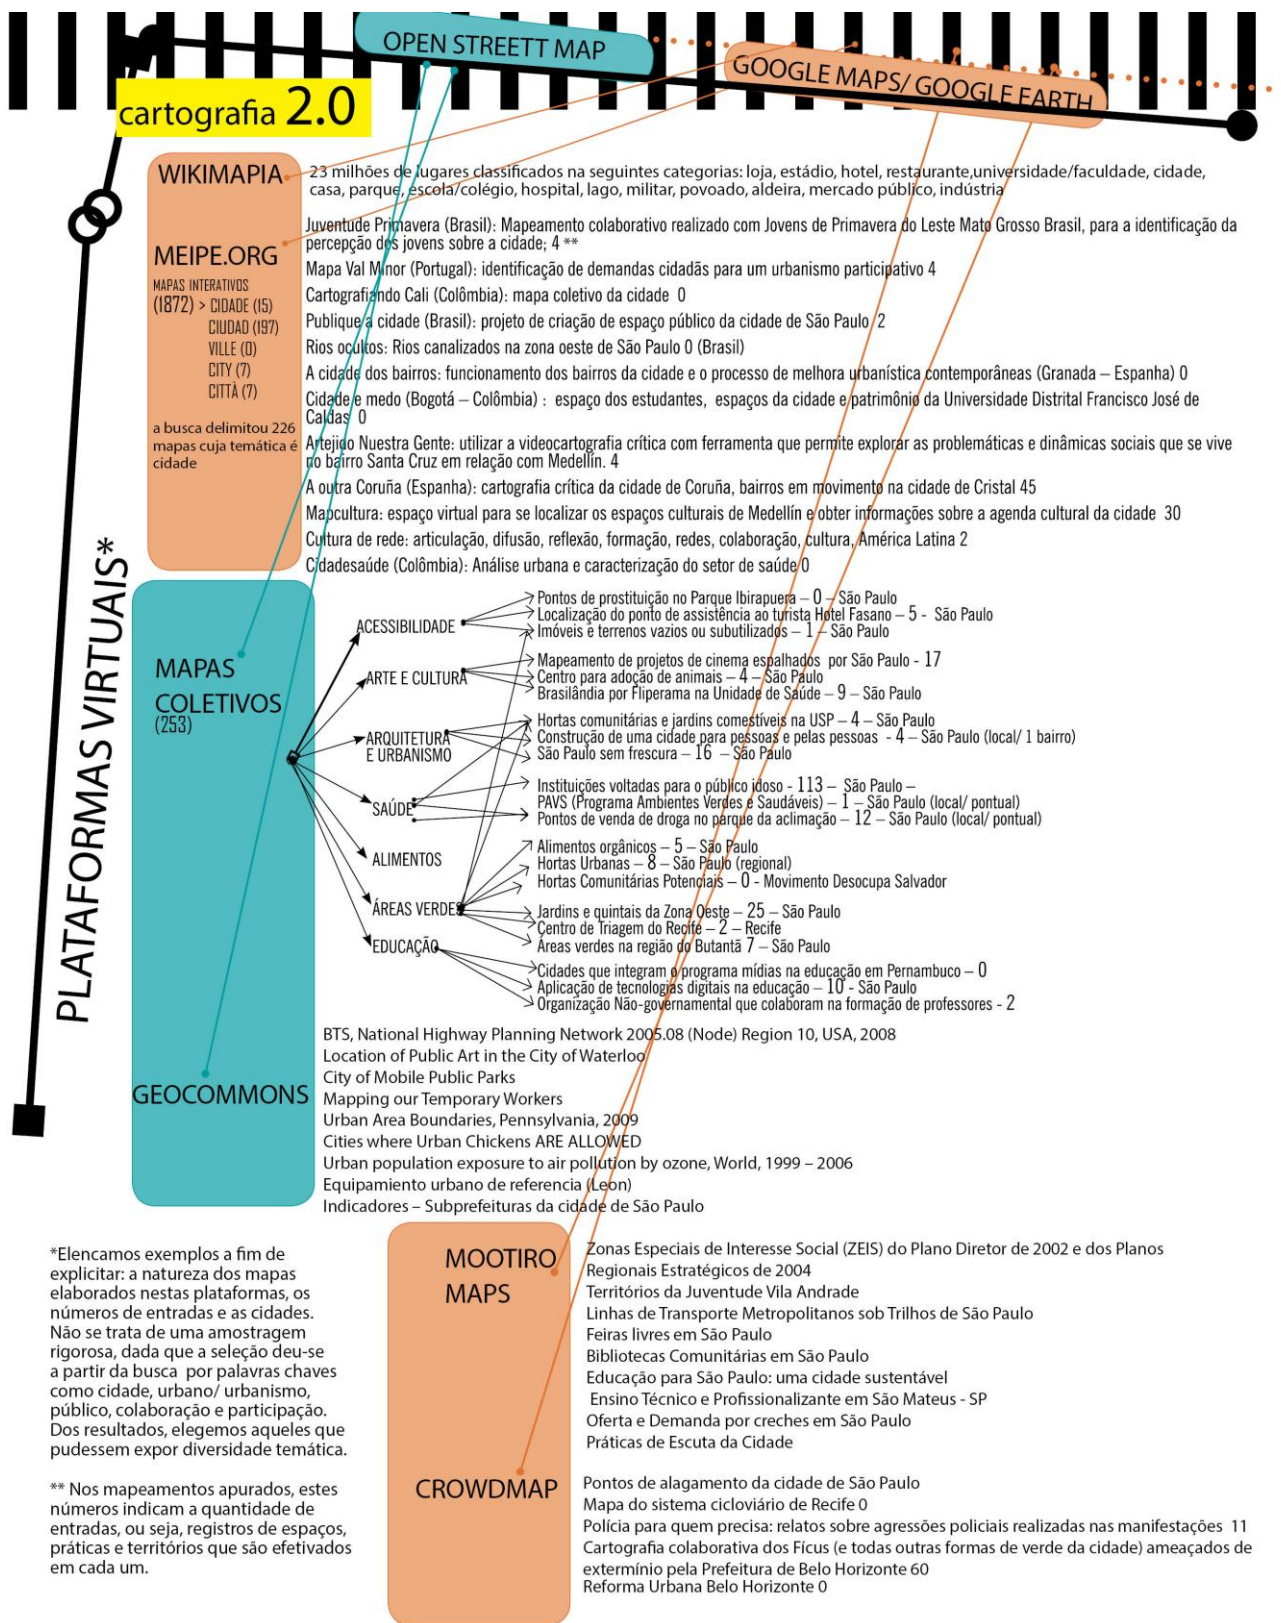 OPEN STREETT MAP
GOOGLE MAPS/ GOOGLE EARTH
cartografia 2.0
PLATAFORMAS VIRTUAIS*
WIKIMAPIA
23 milhões de lugares classificados na seguintes categorias: loja, estádio, hotel, restaurante,universidade/faculdade, cidade,
casa, parque, escola/colégio, hospital, lago, militar, povoado, aldeira, mercado público, indústria
MEIPE.ORG
MAPAS INTERATIVOS
(1872) > CIDADE (15)
CIUDAD (197)
VILLE (0)
CITY (7)
CITTÀ (7)
a busca delimitou 226
mapas cuja temática é
cidade
Juventude Primavera (Brasil): Mapeamento colaborativo realizado com Jovens de Primavera do Leste Mato Grosso Brasil, para a identificação da
percepção dos jovens sobre a cidade; 4 **
Mapa Val Minor (Portugal): identificação de demandas cidadãs para um urbanismo participativo 4
Cartografiando Cali (Colômbia): mapa coletivo da cidade 0
Publique a cidade (Brasil): projeto de criação de espaço público da cidade de São Paulo 2
Rios ocultos: Rios canalizados na zona oeste de São Paulo 0 (Brasil)
A cidade dos bairros: funcionamento dos bairros da cidade e o processo de melhora urbanística contemporâneas (Granada – Espanha) 0
Cidade e medo (Bogotá – Colômbia) : espaço dos estudantes, espaços da cidade e patrimônio da Universidade Distrital Francisco José de
Caldas 0
Artejido Nuestra Gente: utilizar a videocartografia crítica com ferramenta que permite explorar as problemáticas e dinâmicas sociais que se vive
no bairro Santa Cruz em relação com Medellín. 4
A outra Coruña (Espanha): cartografia crítica da cidade de Coruña, bairros em movimento na cidade de Cristal 45
Mapcultura: espaço virtual para se localizar os espaços culturais de Medellín e obter informações sobre a agenda cultural da cidade 30
Cultura de rede: articulação, difusão, reflexão, formação, redes, colaboração, cultura, América Latina 2
Cidadesaúde (Colômbia): Análise urbana e caracterização do setor de saúde 0
MAPAS
COLETIVOS
(253)
ACESSIBILIDADE
Pontos de prostituição no Parque Ibirapuera – 0 – São Paulo
Localização do ponto de assistência ao turista Hotel Fasano – 5 - São Paulo
Imóveis e terrenos vazios ou subutilizados – 1 – São Paulo
ARTE E CULTURA
Mapeamento de projetos de cinema espalhados por São Paulo - 17
Centro para adoção de animais – 4 – São Paulo
Brasilândia por Fliperama na Unidade de Saúde – 9 – São Paulo
ARQUITETURA
E URBANISMO
Hortas comunitárias e jardins comestíveis na USP – 4 – São Paulo
Construção de uma cidade para pessoas e pelas pessoas - 4 – São Paulo (local/ 1 bairro)
São Paulo sem frescura – 16 – São Paulo
SAÚDE
Instituições voltadas para o público idoso - 113 – São Paulo –
PAVS (Programa Ambientes Verdes e Saudáveis) – 1 – São Paulo (local/ pontual)
Pontos de venda de droga no parque da aclimação – 12 – São Paulo (local/ pontual)
ALIMENTOS
Alimentos orgânicos – 5 – São Paulo
Hortas Urbanas – 8 – São Paulo (regional)
Hortas Comunitárias Potenciais – 0 - Movimento Desocupa Salvador
ÁREAS VERDES
Jardins e quintais da Zona Oeste – 25 – São Paulo
Centro de Triagem do Recife – 2 – Recife
Áreas verdes na região do Butantã 7 – São Paulo
EDUCAÇÃO
Cidades que integram o programa mídias na educação em Pernambuco – 0
Aplicação de tecnologias digitais na educação – 10 - São Paulo
Organização Não-governamental que colaboram na formação de professores - 2
GEOCOMMONS
BTS, National Highway Planning Network 2005.08 (Node) Region 10, USA, 2008
Location of Public Art in the City of Waterloo
City of Mobile Public Parks
Mapping our Temporary Workers
Urban Area Boundaries, Pennsylvania, 2009
Cities where Urban Chickens ARE ALLOWED
Urban population exposure to air pollution by ozone, World, 1999 – 2006
Equipamiento urbano de referencia (Leon)
Indicadores – Subprefeituras da cidade de São Paulo
*Elencamos exemplos a fim de
explicitar: a natureza dos mapas
elaborados nestas plataformas, os
números de entradas e as cidades.
Não se trata de uma amostragem
rigorosa, dada que a seleção deu-se
a partir da busca por palavras chaves
como cidade, urbano/ urbanismo,
público, colaboração e participação.
Dos resultados, elegemos aqueles que
pudessem expor diversidade temática.
** Nos mapeamentos apurados, estes
números indicam a quantidade de
entradas, ou seja, registros de espaços,
práticas e territórios que são efetivados
em cada um.
MOOTIRO
MAPS
Zonas Especiais de Interesse Social (ZEIS) do Plano Diretor de 2002 e dos Planos
Regionais Estratégicos de 2004
Territórios da Juventude Vila Andrade
Linhas de Transporte Metropolitanos sob Trilhos de São Paulo
Feiras livres em São Paulo
Bibliotecas Comunitárias em São Paulo
Educação para São Paulo: uma cidade sustentável
Ensino Técnico e Profissionalizante em São Mateus - SP
Oferta e Demanda por creches em São Paulo
Práticas de Escuta da Cidade
CROWDMAP
Pontos de alagamento da cidade de São Paulo
Mapa do sistema cicloviário de Recife 0
Polícia para quem precisa: relatos sobre agressões policiais realizadas nas manifestações 11
Cartografia colaborativa dos Fícus (e todas outras formas de verde da cidade) ameaçados de
extermínio pela Prefeitura de Belo Horizonte 60
Reforma Urbana Belo Horizonte 0